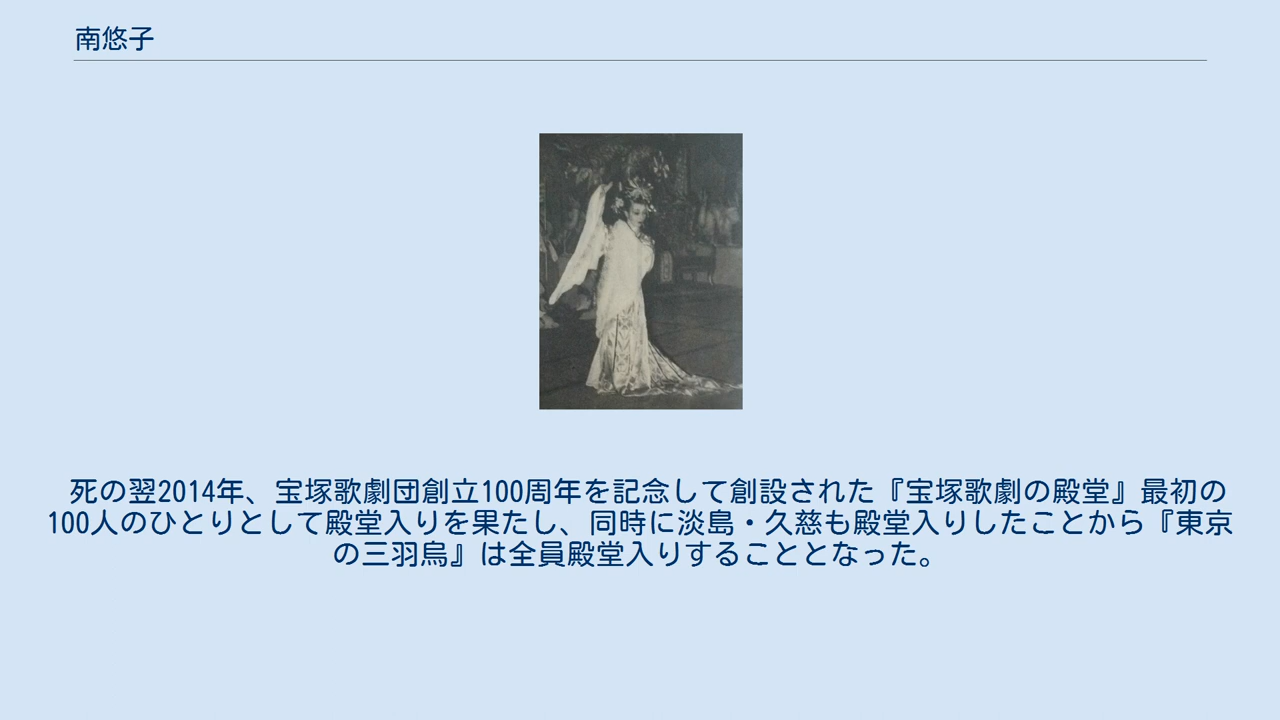 南悠子
死の翌2014年、宝塚歌劇団創立100周年を記念して創設された『宝塚歌劇の殿堂』最初の
100人のひとりとして殿堂入りを果たし、同時に淡島・久慈も殿堂入りしたことから『東京
の三羽烏』は全員殿堂入りすることとなった。